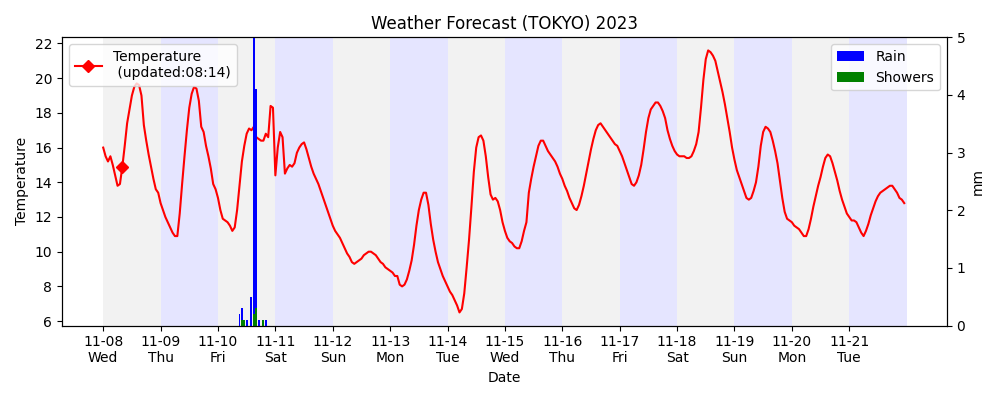 Weather Forecast (TOKYO) 2023
Temperature
(updated:08:14)
Rain
Showers
Temperature
22
20
18
16
14
12
10
8
6
5
4
3
2
1
0
mm
11-08 11-09 11-10 11-11 11-12 11-13 11-14 11-15 11-16 11-17 11-18 11-19 11-20 11-21
Wed Thu Fri Sat Sun Mon Tue Wed Thu Fri Sat Sun Mon Tue
Date